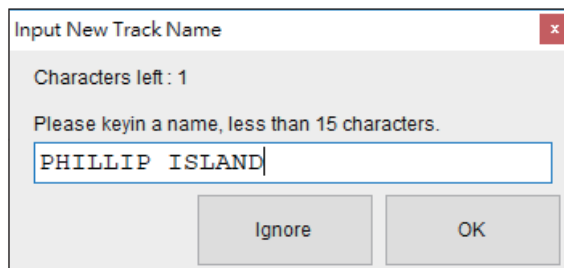 Input New Track Name
x
Characters left : 1
Please keyin a name, less than 15 characters.
PHILLIP ISLAND
Ignore
OK